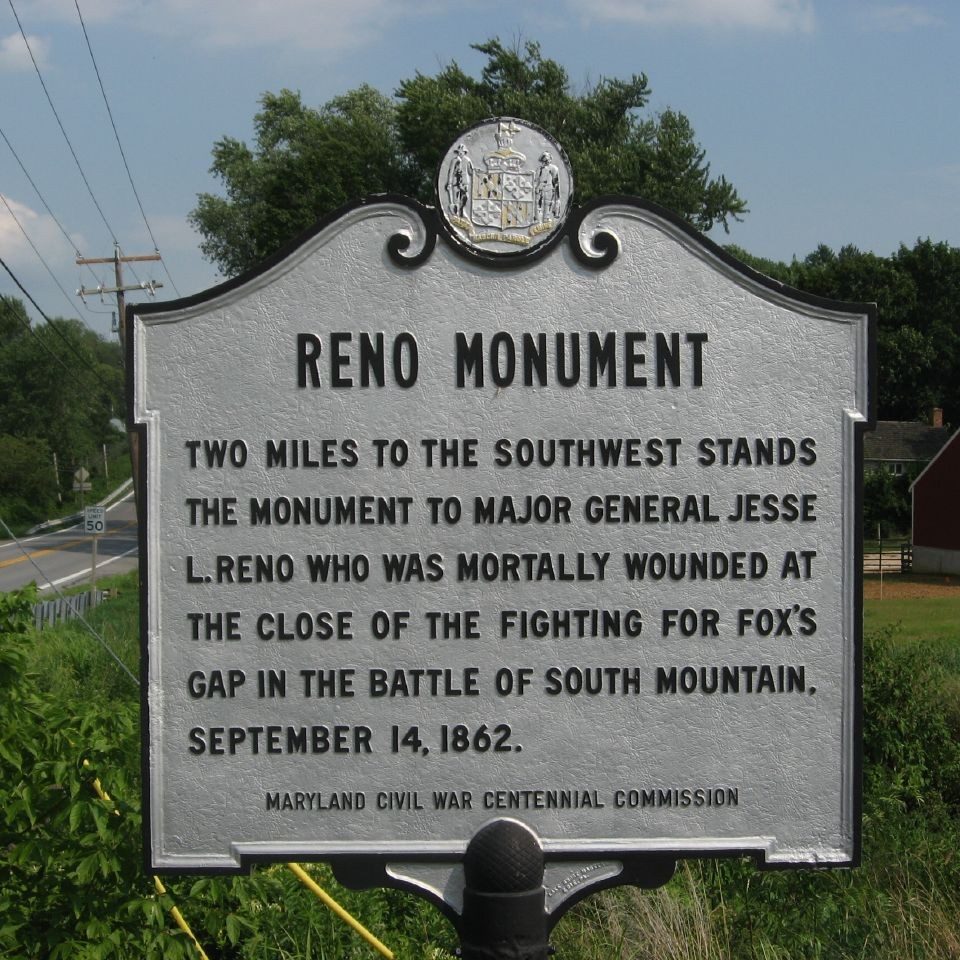 RENO MONUMENT
TWO MILES TO THE SOUTHWEST STANDS
THE MONUMENT TO MAJOR GENERAL JESSE
L.RENO WHO WAS MORTALLY WOUNDED AT
THE CLOSE OF THE FIGHTING FOR FOX'S
GAP IN THE BATTLE OF SOUTH MOUNTAIN.
SEPTEMBER 14, 1862.
MARYLAND CIVIL WAR CENTENNIAL COMMISSION
SPEED
LIMIT
50